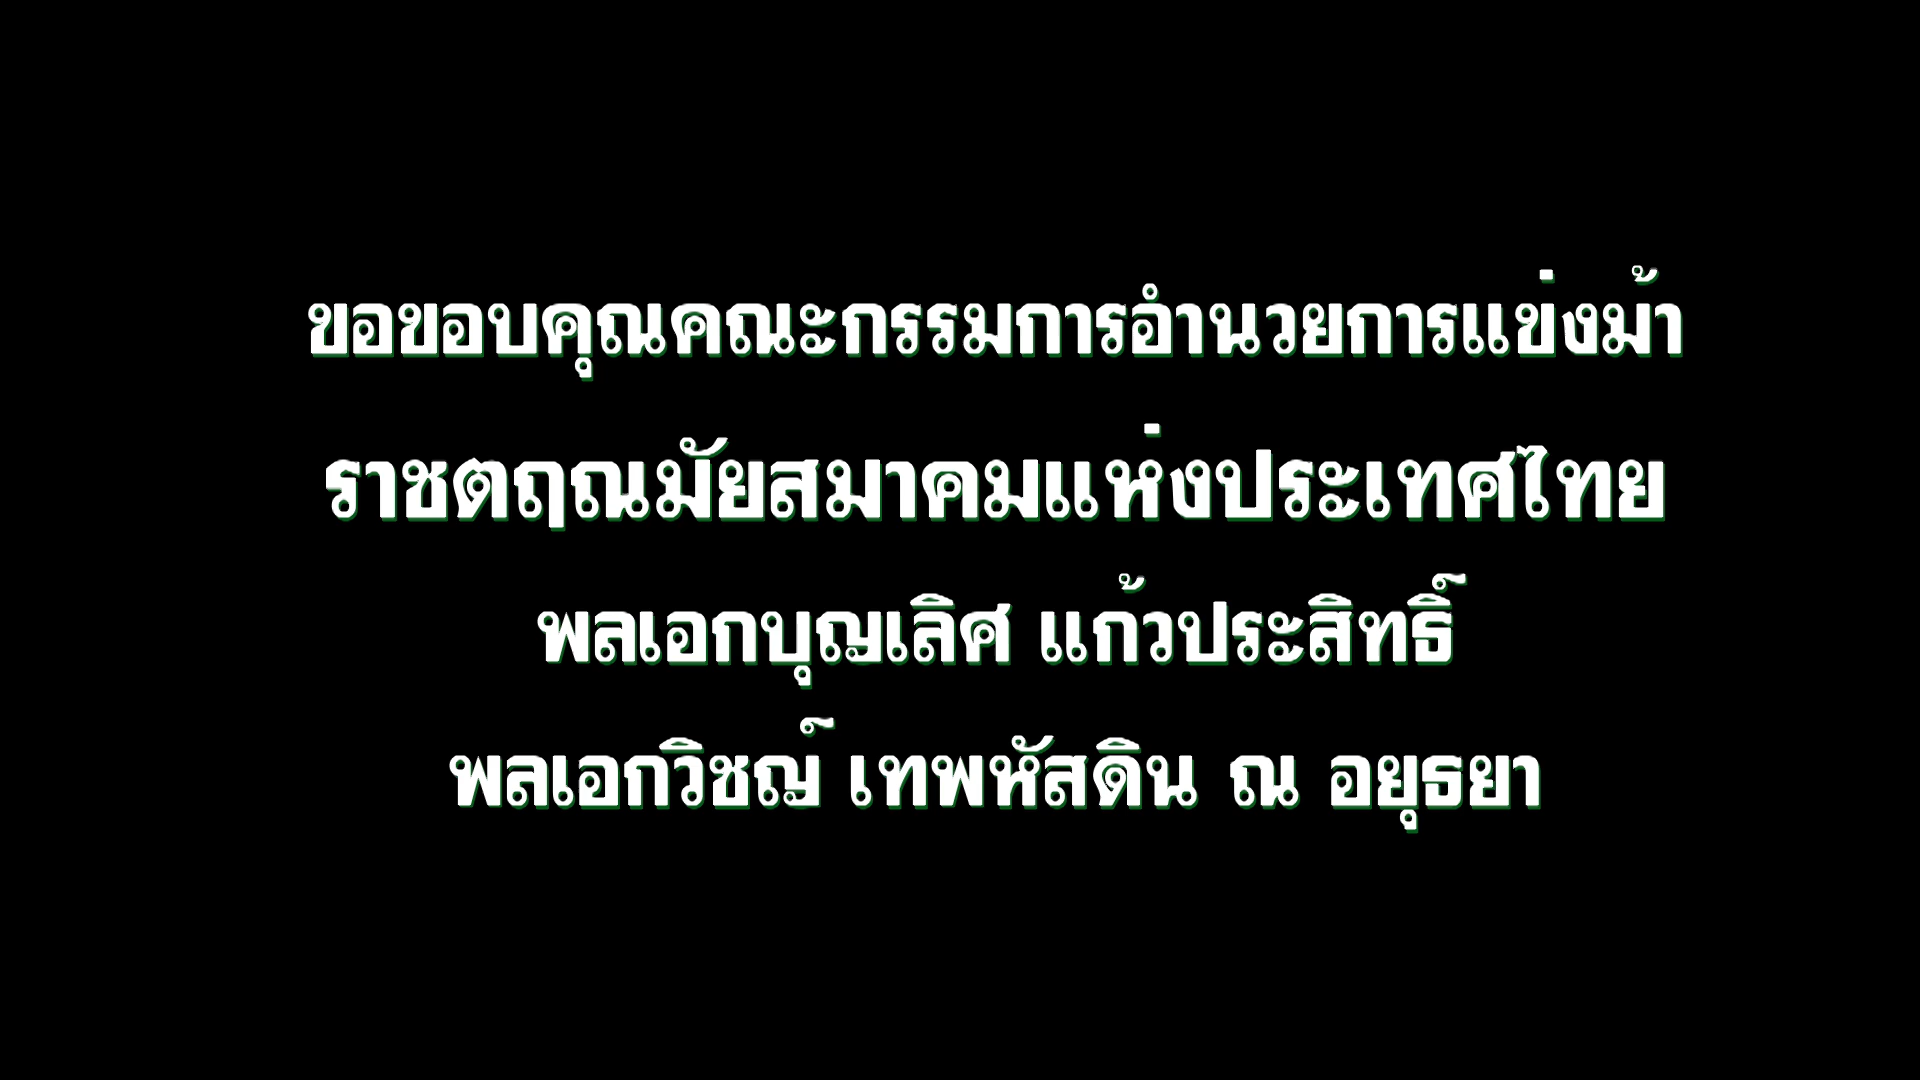 ขอขอบคุณคณะกรรมการอำนวยการแข่งม้า
ราชตฤณมัยสมาคมแห่งประเทศไทย
พลเอกบุญเลิศ แก้วประสิทธิ์
พลเอกวิชญ์ เทพหัสดิน ณ อยุธยา